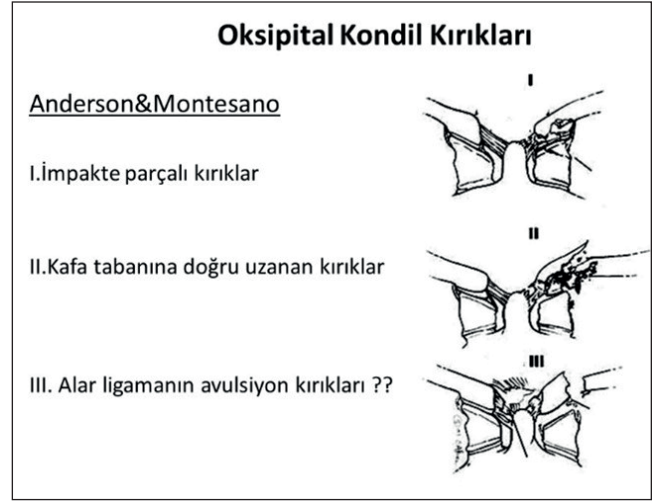 Oksipital Kondil Kırıkları
Anderson&Montesano
I.İmpakte parçalı kırıklar
II.Kafa tabanına doğru uzanan kırıklar
III. Alar ligamanın avulsiyon kırıkları ??
I
II
III